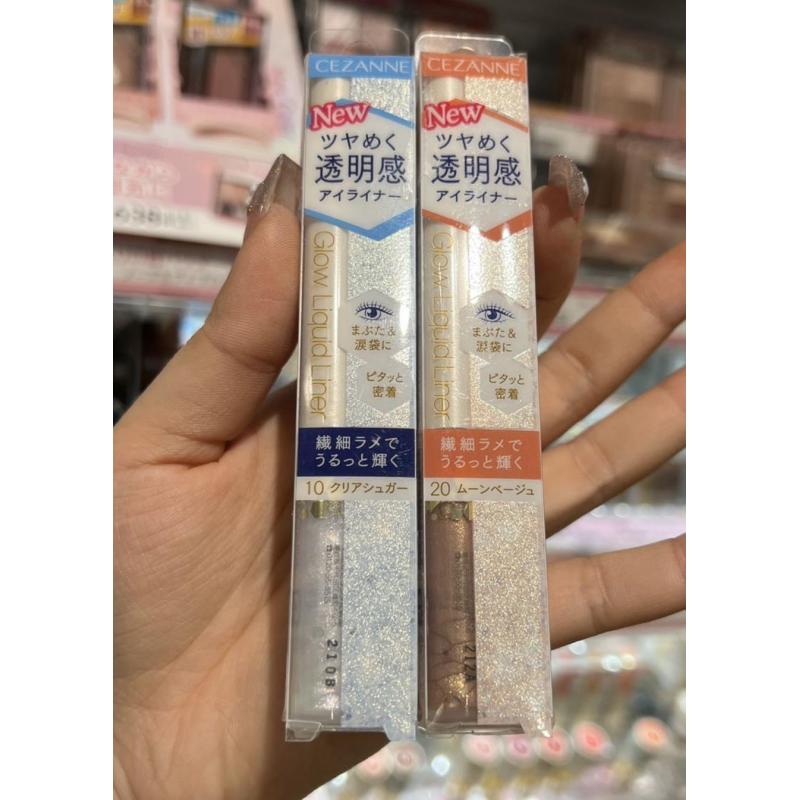 CEZANNE
New
ツヤめく
透明感
アイライナー
Glow Liquid Liner
まぶた&
涙袋に
ピタッと
密着
繊細ラメで
うるっと輝く
10 クリアシュガー
2108
CEZANNE
New
ツヤめく
透明感
アイライナー
Glow Liquid Liner
まぶた&
涙袋に
ピタッと
密着
繊細ラメで
うるっと輝く
20 ムーンベージュ
212A